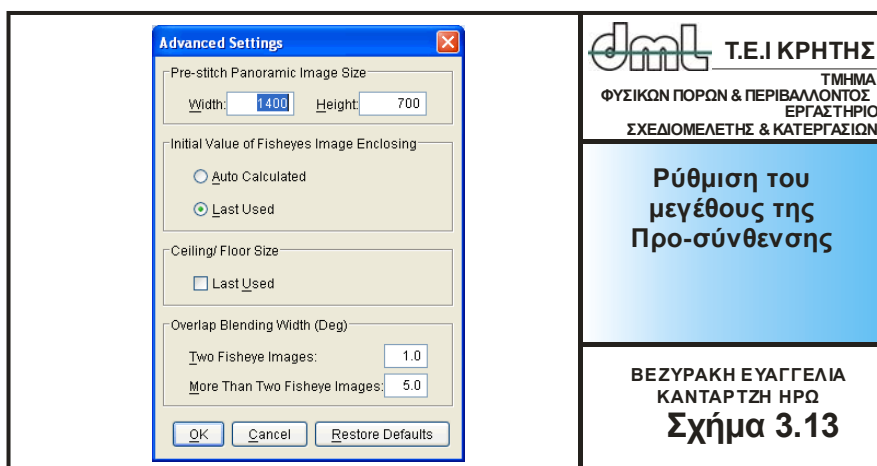 Advanced Settings
Pre-stitch Panoramic Image Size
Width: 1400 Height: 700
Initial Value of Fisheyes Image Enclosing
Auto Calculated
Last Used
Ceiling/ Floor Size
Last Used
Overlap Blending Width (Deg)
Two Fisheye Images: 1.0
More Than Two Fisheye Images: 5.0
OK Cancel Restore Defaults
dml Τ.Ε.Ι ΚΡΗΤΗΣ
ΤΜΗΜΑ
ΦΥΣΙΚΩΝ ΠΟΡΩΝ & ΠΕΡΙΒΑΛΛΟΝΤΟΣ
ΕΡΓΑΣΤΗΡΙΟ
ΣΧΕΔΙΟΜΕΛΕΤΗΣ & ΚΑΤΕΡΓΑΣΙΩΝ
Ρύθμιση του
μεγέθους της
Προ-σύνθενσης
ΒΕΖΥΡΑΚΗ ΕΥΑΓΓΕΛΙΑ
ΚΑΝΤΑΡΤΖΗ ΗΡΩ
Σχήμα 3.13